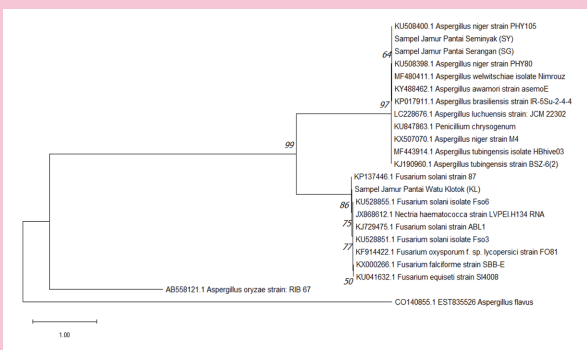 KU508400.1 Aspergillus niger strain PHY105
Sampel Jamur Pantai Seminyak (SY)
Sampel Jamur Pantai Serangan (SG)
64
KU508398.1 Aspergillus niger strain PHY80
MF480411.1 Aspergillus welwitschiae isolate Nimrouz
KY488462.1 Aspergillus awamori strain asemoE
97
KP017911.1 Aspergillus brasiliensis strain IR-5Su-2-4-4
LC228676.1 Aspergillus luchuensis strain: JCM 22302
KU847863.1 Penicillium chrysogenum
KX507070.1 Aspergillus niger strain M4
99
MF443914.1 Aspergillus tubingensis isolate HBhive03
KJ190960.1 Aspergillus tubingensis strain BSZ-6(2)
KP137446.1 Fusarium solani strain 87
Sampel Jamur Pantai Watu Klotok (KL)
86
KU528855.1 Fusarium solani isolate Fso6
JX868612.1 Nectria haematococca strain LVPEI.H134 RNA
75
KJ729475.1 Fusarium solani strain ABL1
KU528851.1 Fusarium solani isolate Fso3
77
KF914422.1 Fusarium oxysporum f. sp. lycopersici strain FO81
KX000266.1 Fusarium falciforme strain SBB-E
50
KU041632.1 Fusarium equiseti strain SI4008
AB558121.1 Aspergillus oryzae strain: RIB 67
CO140855.1 EST835526 Aspergillus flavus
1.00